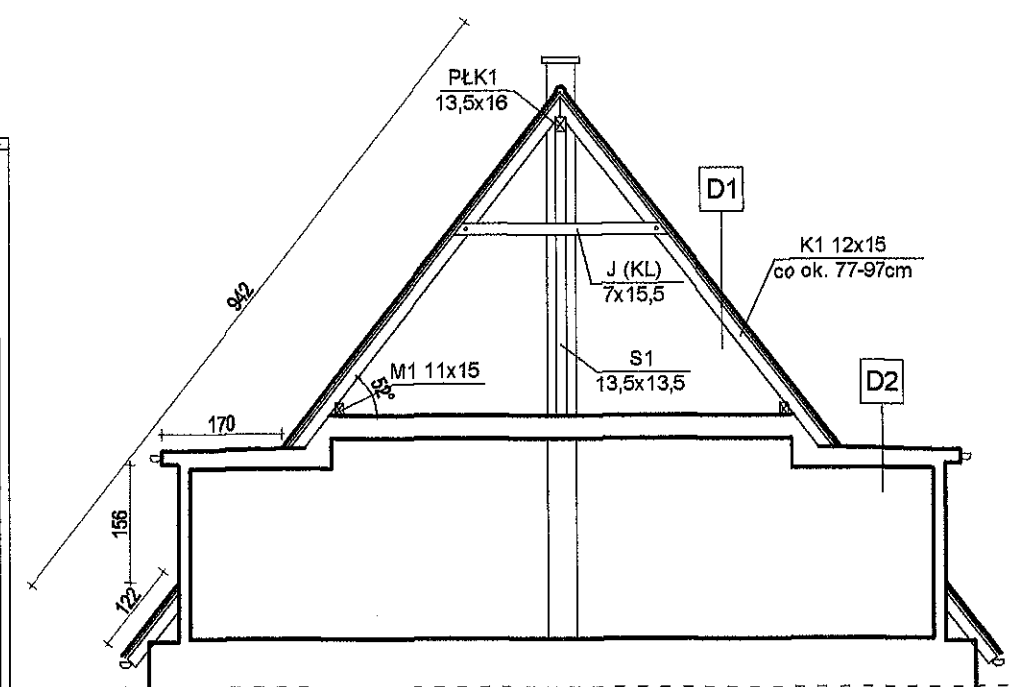 PŁK1
13,5x16
D1
K1 12x15
co ok. 77-97cm
942
J (KL)
7x15,5
M1 11x15
52°
S1
13,5x13,5
D2
170
156
122